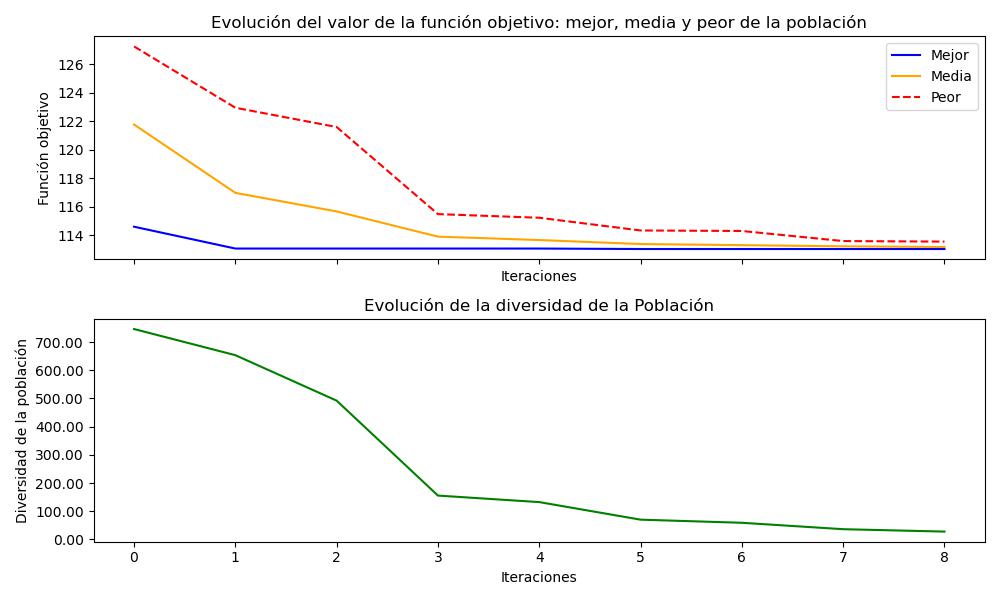 Evolución del valor de la función objetivo: mejor, media y peor de la población
Función objetivo
126
124
122
120
118
116
114
Mejor
Media
Peor
Iteraciones
Evolución de la diversidad de la Población
Diversidad de la población
700.00
600.00
500.00
400.00
300.00
200.00
100.00
0.00
0 1 2 3 4 5 6 7 8
Iteraciones